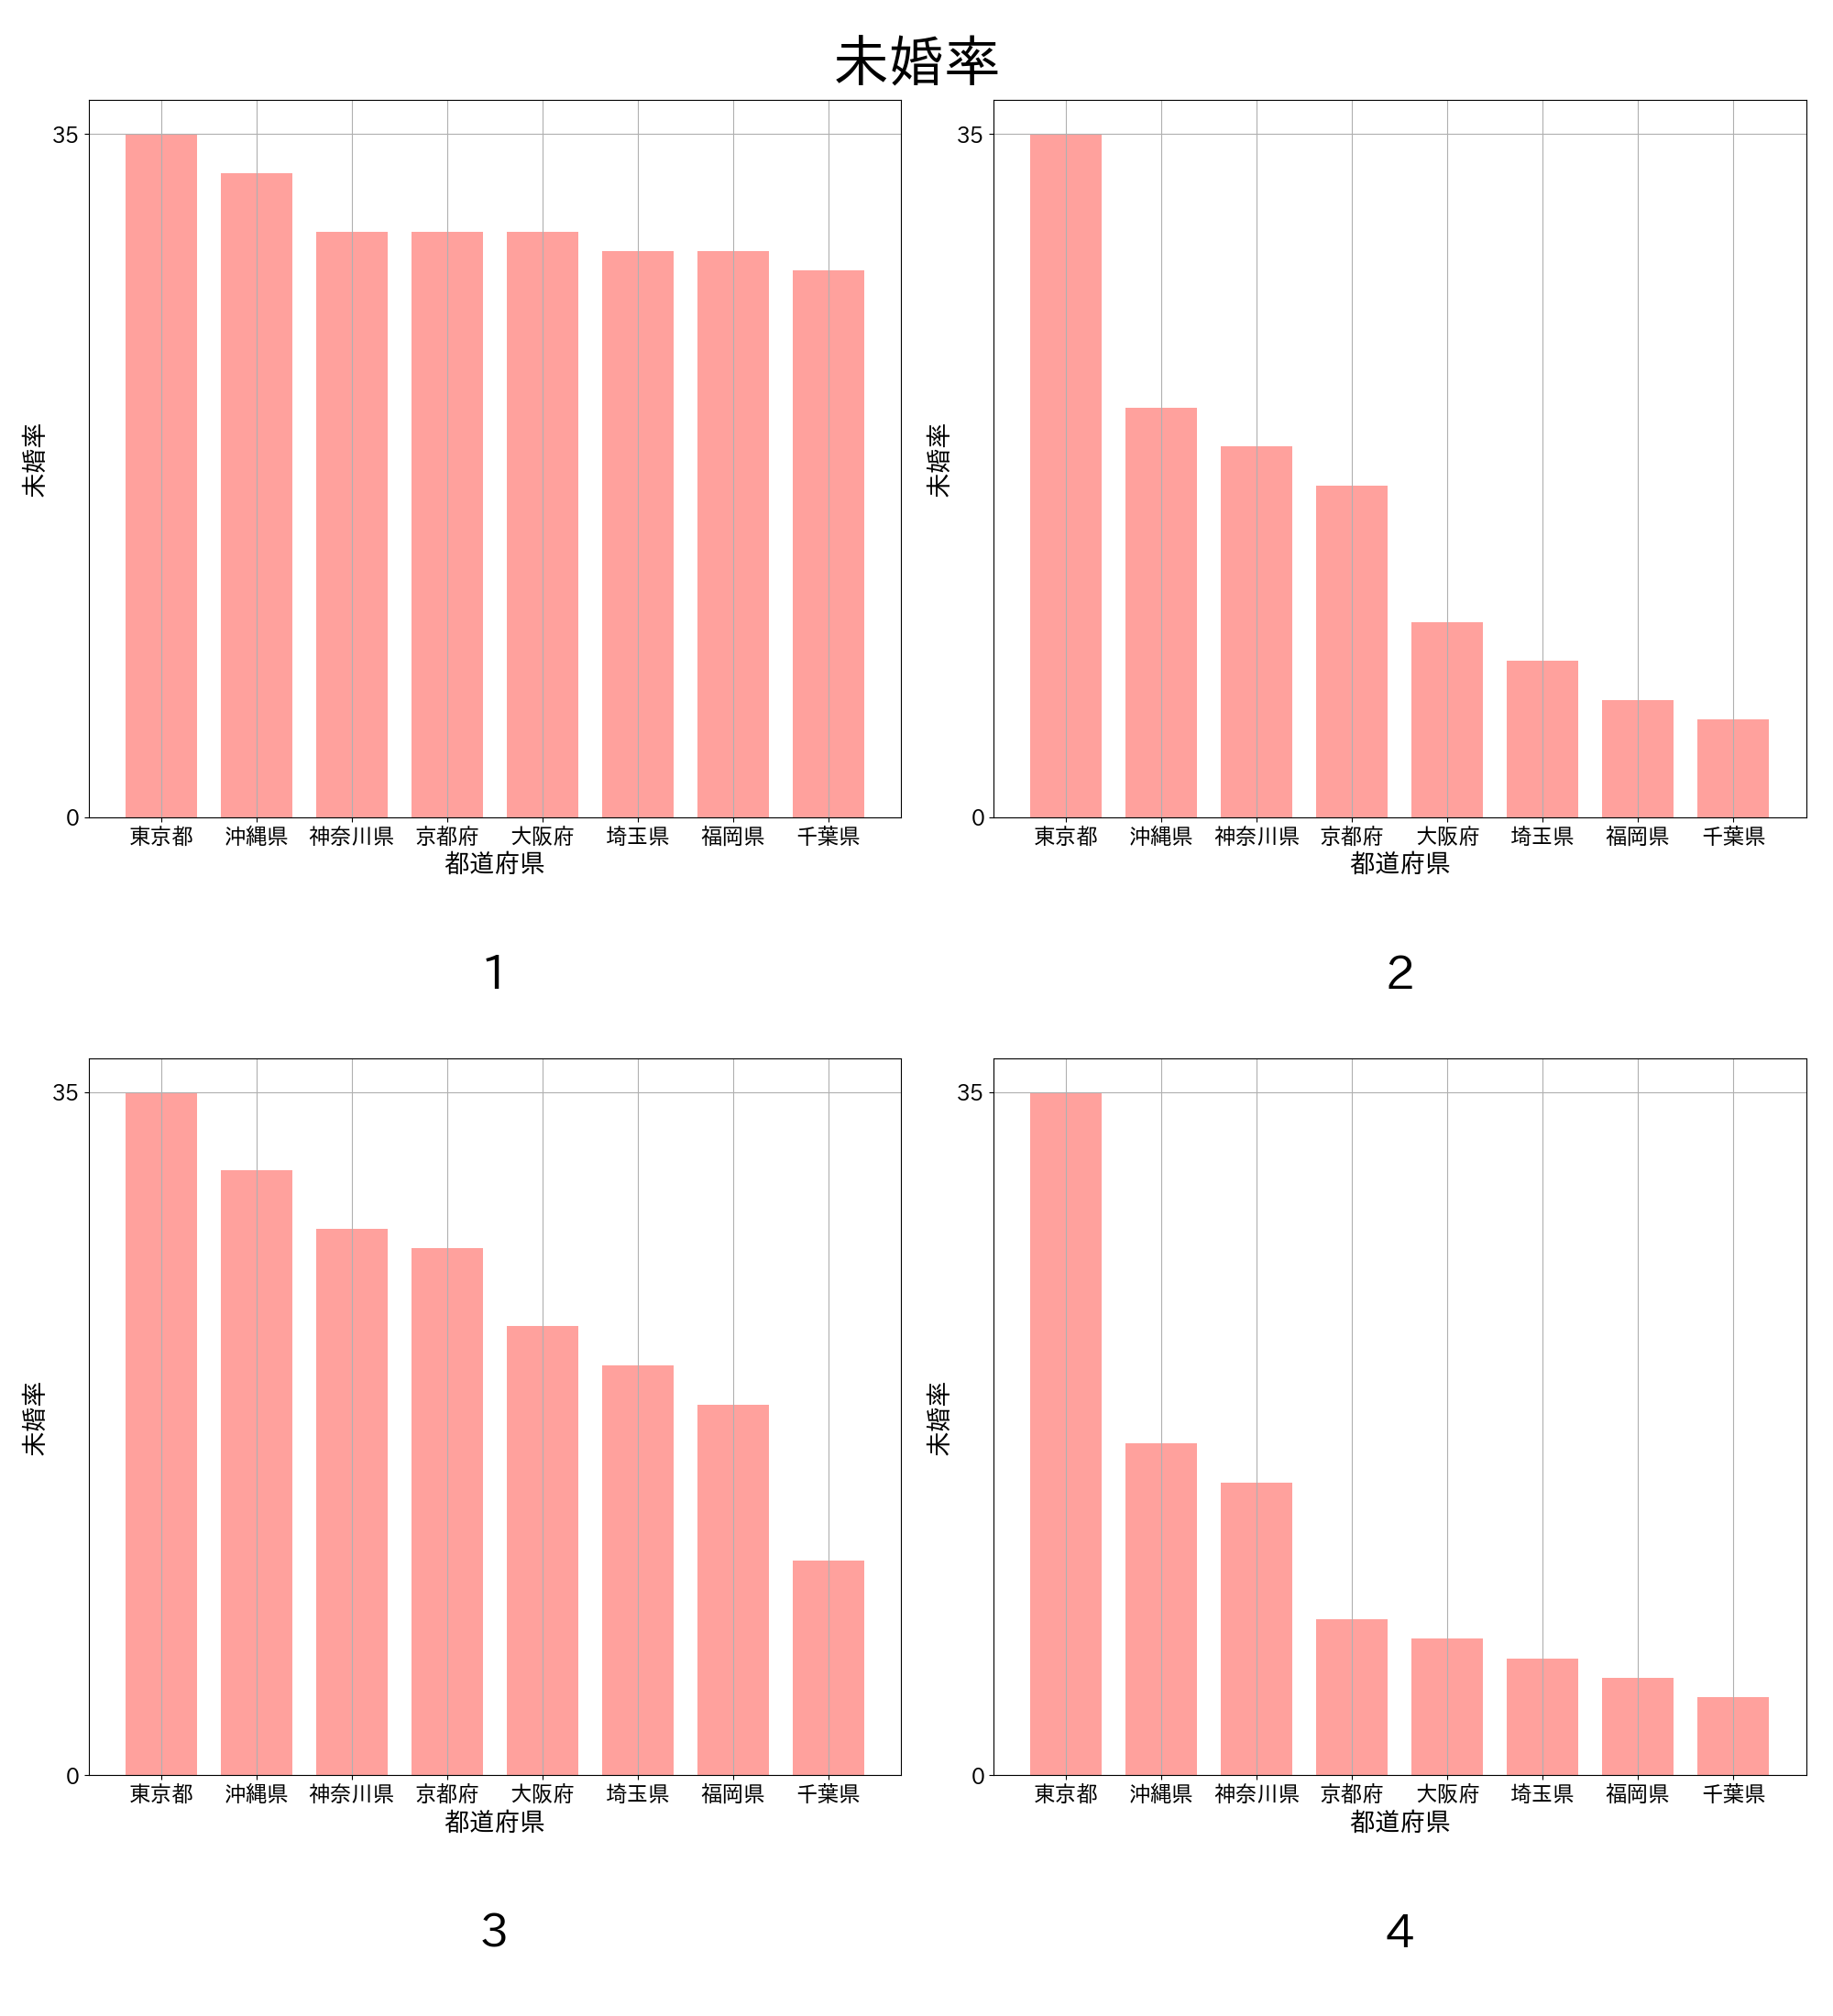 未婚率
35
0
未婚率
東京都 沖縄県 神奈川県 京都府 大阪府 埼玉県 福岡県 千葉県
都道府県
1
35
0
未婚率
東京都 沖縄県 神奈川県 京都府 大阪府 埼玉県 福岡県 千葉県
都道府県
2
35
0
未婚率
東京都 沖縄県 神奈川県 京都府 大阪府 埼玉県 福岡県 千葉県
都道府県
3
35
0
未婚率
東京都 沖縄県 神奈川県 京都府 大阪府 埼玉県 福岡県 千葉県
都道府県
4